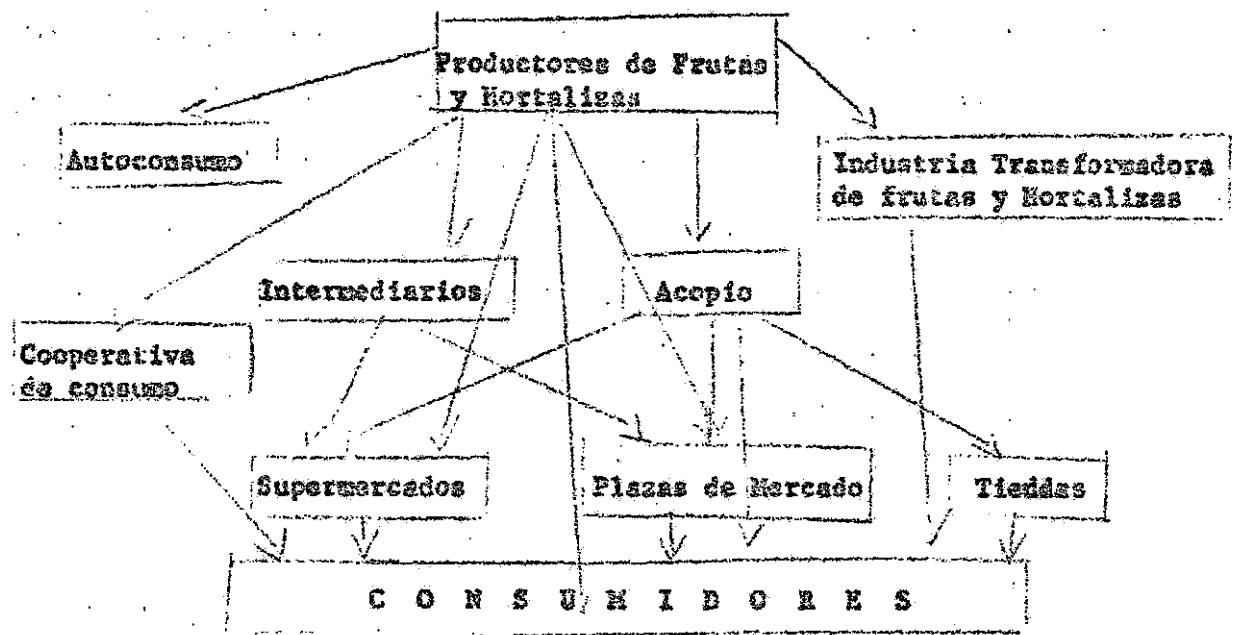 Productores de Frutas
y Hortalizas
Autoconsumo
Industria Transformadora
de frutas y Hortalizas
Intermediarios
Acopio
Cooperativa
de consumo
Supermercados
Plazas de Mercado
Tieddas
C O N S U M I D O R E S